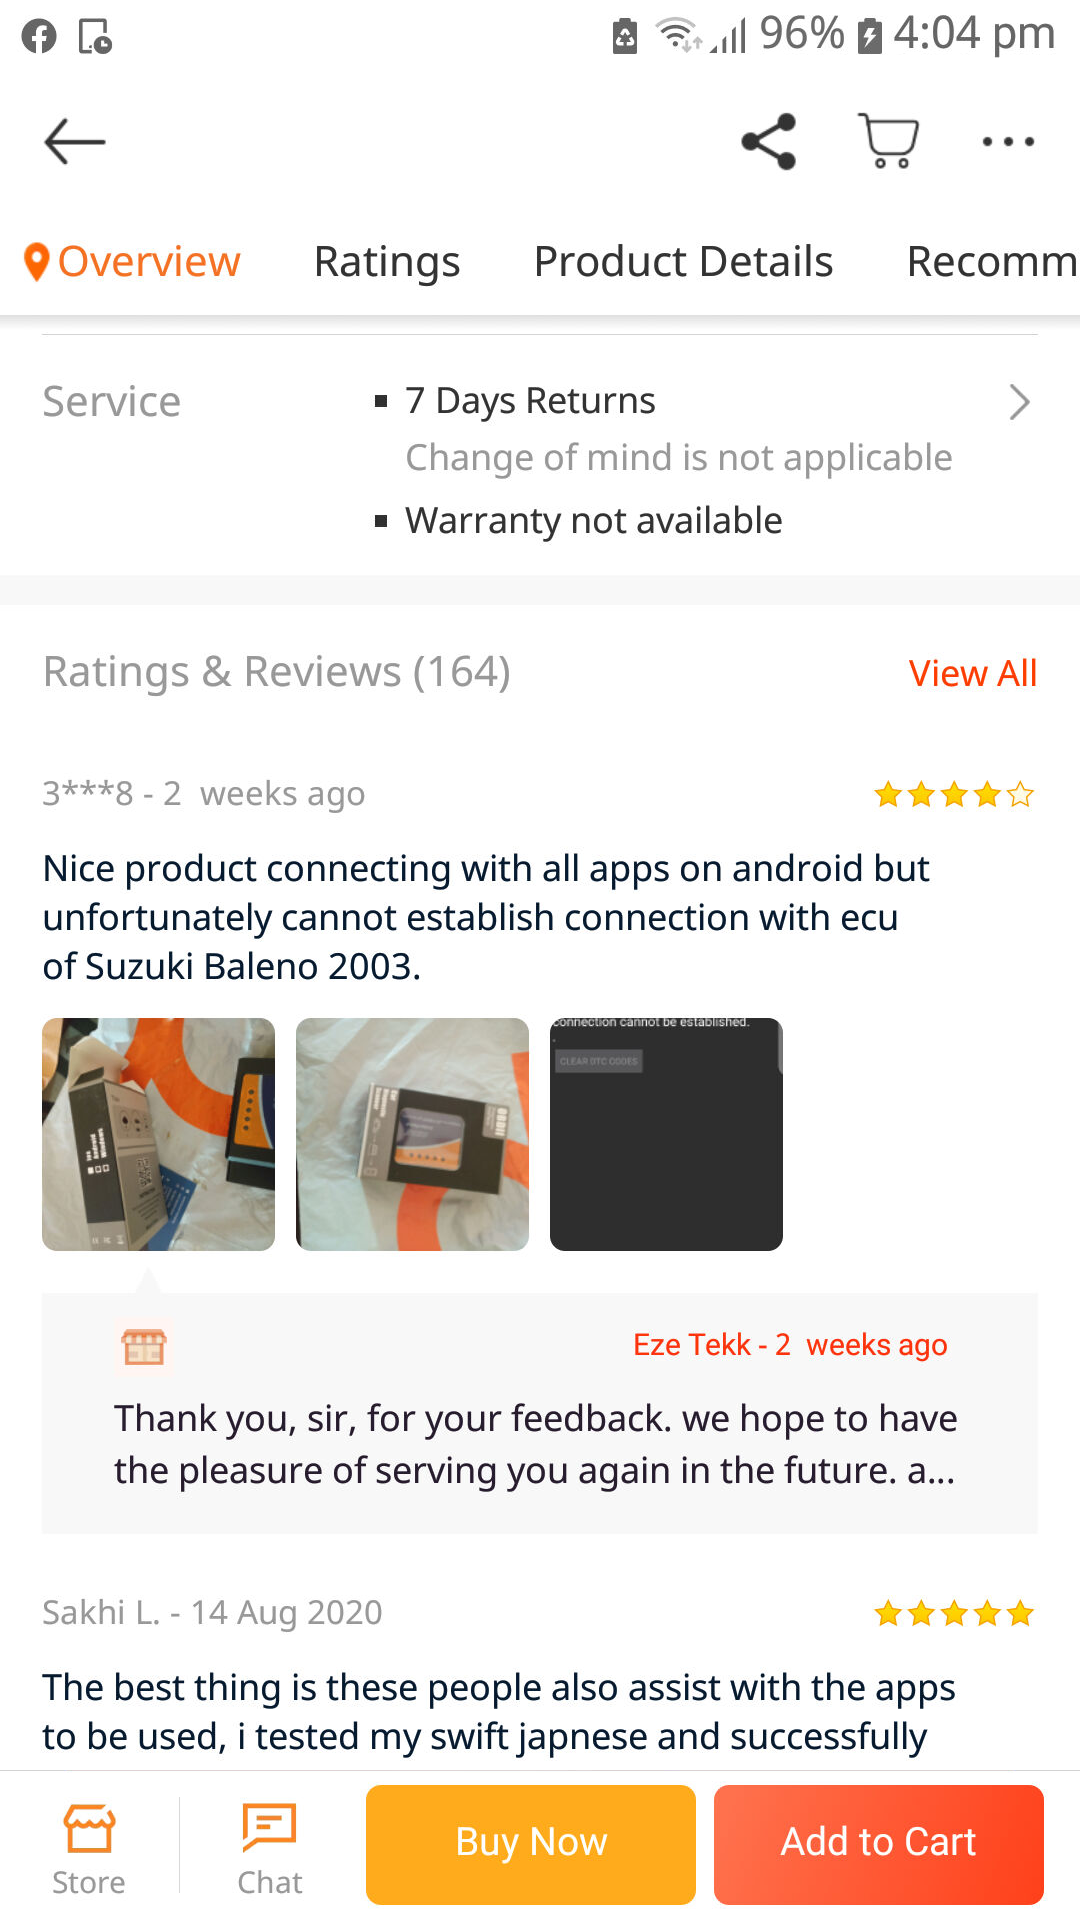 96% 4:04 pm
Overview Ratings Product Details Recomm
Service
7 Days Returns
Change of mind is not applicable
Warranty not available
Ratings & Reviews (164)
View All
3***8 - 2 weeks ago
Nice product connecting with all apps on android but
unfortunately cannot establish connection with ecu
of Suzuki Baleno 2003.
Android
Windows
OBDII
connection cannot be established.
CLEAR DTC CODES
Eze Tekk - 2 weeks ago
Thank you, sir, for your feedback. we hope to have
the pleasure of serving you again in the future. a...
Sakhi L. - 14 Aug 2020
The best thing is these people also assist with the apps
to be used, i tested my swift japnese and successfully
Store
Chat
Buy Now
Add to Cart